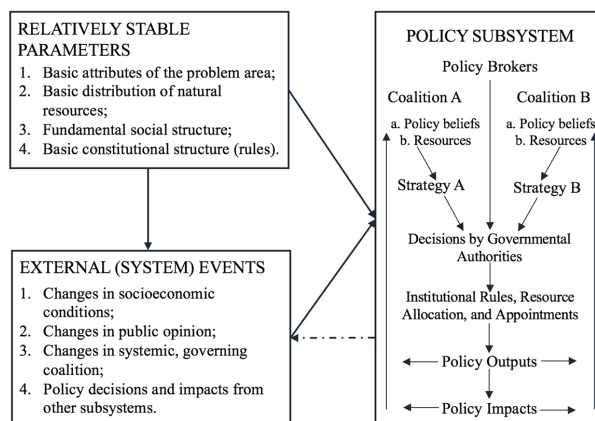 RELATIVELY STABLE
PARAMETERS
1. Basic attributes of the problem area;
2. Basic distribution of natural
resources;
3. Fundamental social structure;
4. Basic constitutional structure (rules).
EXTERNAL (SYSTEM) EVENTS
1. Changes in socioeconomic
conditions;
2. Changes in public opinion;
3. Changes in systemic, governing
coalition;
4. Policy decisions and impacts from
other subsystems.
POLICY SUBSYSTEM
Policy Brokers
Coalition A
a. Policy beliefs
b. Resources
Strategy A
Coalition B
a. Policy beliefs
b. Resources
Strategy B
Decisions by Governmental
Authorities
Institutional Rules, Resource
Allocation, and Appointments
Policy Outputs
Policy Impacts